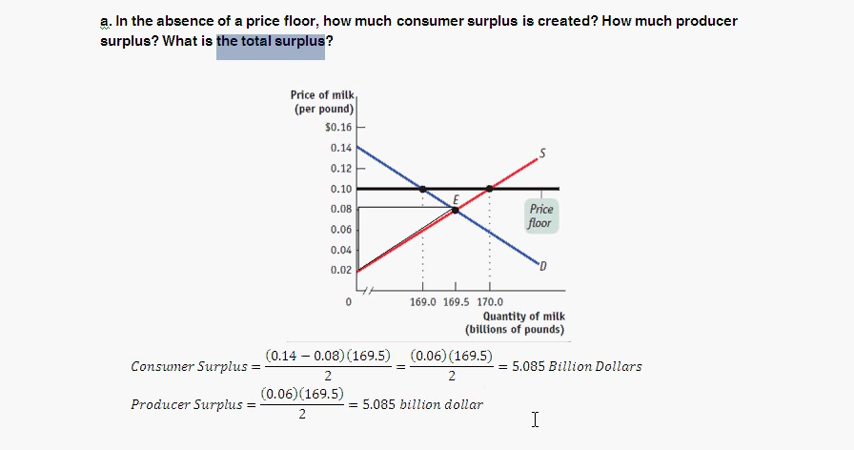 a. In the absence of a price floor, how much consumer surplus is created? How much producer
surplus? What is the total surplus?
Price of milk
(per pound)
$0.16
0.14
0.12
0.10
0.08
0.06
0.04
0.02
0
S
E
Price
floor
D
169.0 169.5 170.0
Quantity of milk
(billions of pounds)
Consumer Surplus = (0.14 − 0.08)(169.5) / 2 = (0.06)(169.5) / 2 = 5.085 Billion Dollars
Producer Surplus = (0.06)(169.5) / 2 = 5.085 billion dollar